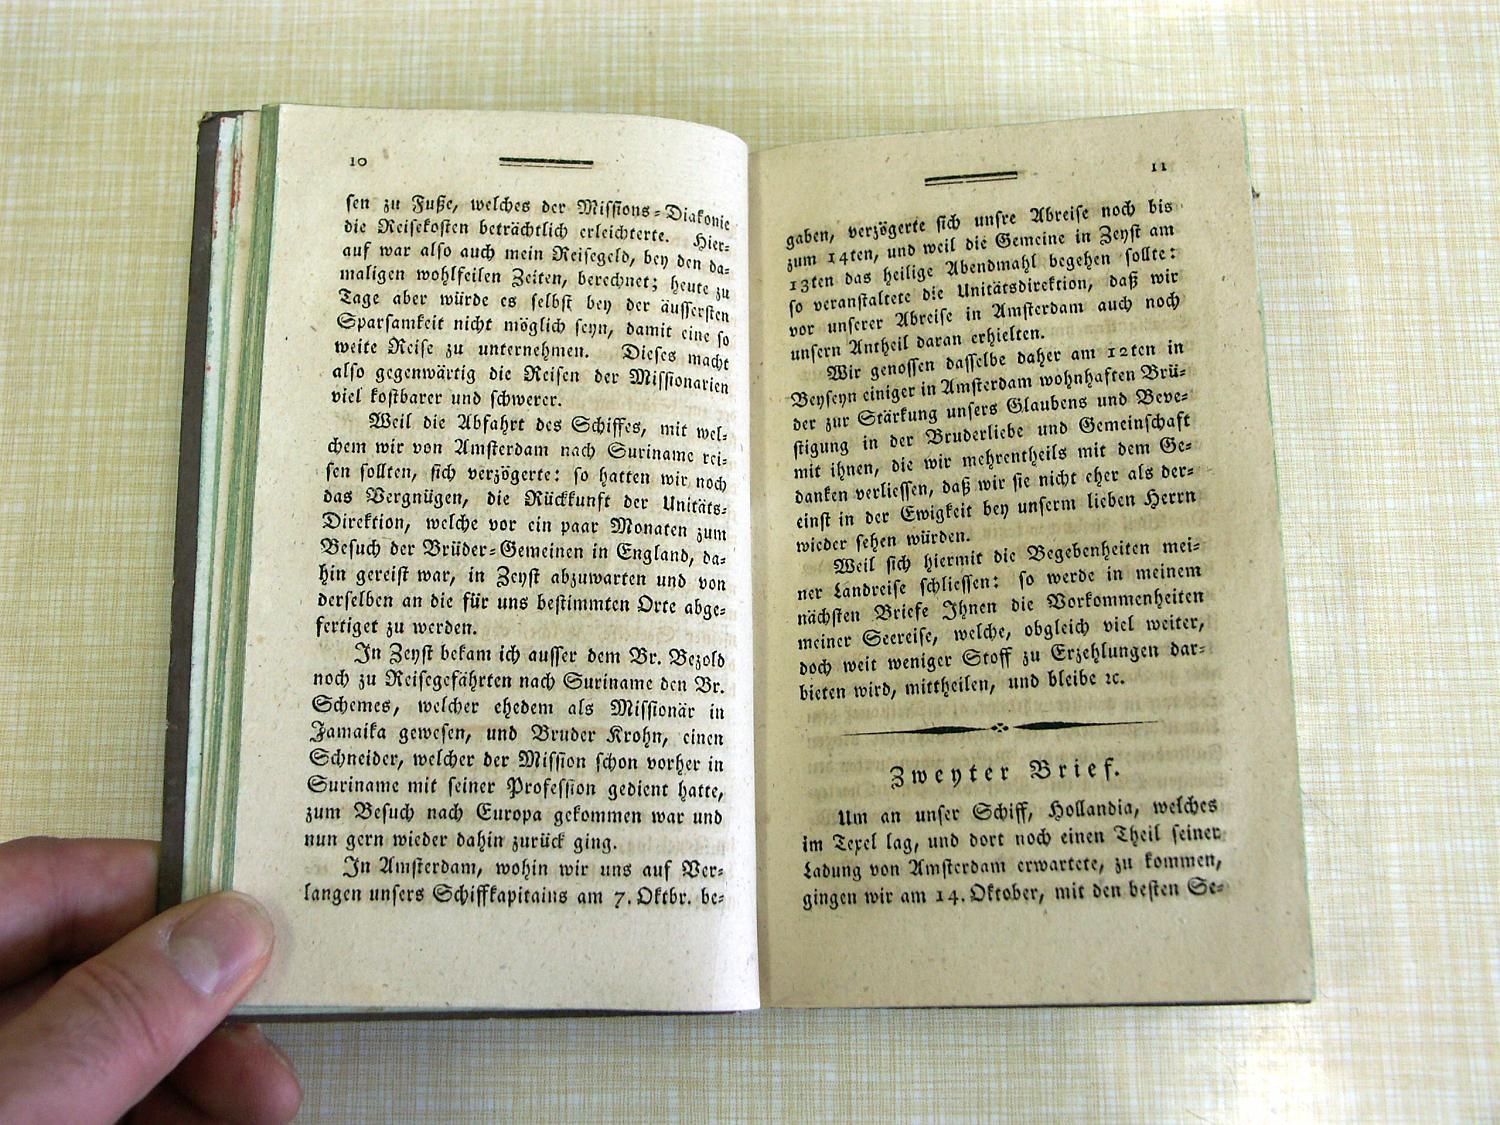 10
sen zu Fuße, welches der Missions-Diakonie
die Reisekosten beträchtlich erleichterte. Hier-
auf war also auch mein Reisegeld, bey den da-
maligen wohlfeilen Zeiten, berechnet; heute zu
Tage aber würde es selbst bey der äussersten
Sparsamkeit nicht möglich seyn, damit eine so
weite Reise zu unternehmen. Dieses macht
also gegenwärtig die Reisen der Missionarien
viel kostbarer und schwerer.
Weil die Abfahrt des Schiffes, mit wel-
chem wir von Amsterdam nach Suriname rei-
sen sollten, sich verzögerte: so hatten wir noch
das Vergnügen, die Rückkunft der Unitäts-
Direktion, welche vor ein paar Monaten zum
Besuch der Brüder-Gemeinen in England, da-
hin gereist war, in Zeyst abzuwarten und von
derselben an die für uns bestimmten Orte abge-
fertiget zu werden.
In Zeyst bekam ich ausser dem Br. Bezold
noch zu Reisegefährten nach Suriname den Br.
Schemes, welcher ehedem als Missionär in
Jamaika gewesen, und Bruder Krohn, einen
Schneider, welcher der Mission schon vorher in
Suriname mit seiner Profession gedient hatte,
zum Besuch nach Europa gekommen war und
nun gern wieder dahin zurück ging.
In Amsterdam, wohin wir uns auf Ver-
langen unsers Schiffkapitains am 7. Oktbr. be-
11
gaben, verzögerte sich unsre Abreise noch bis
zum 14ten, und weil die Gemeine in Zeyst am
13ten das heilige Abendmahl begehen sollte:
so veranstaltete die Unitätsdirektion, daß wir
vor unserer Abreise in Amsterdam auch noch
unsern Antheil daran erhielten.
Wir genossen dasselbe daher am 12ten in
Beyseyn einiger in Amsterdam wohnhaften Brü-
der zur Stärkung unsers Glaubens und Beve-
stigung in der Bruderliebe und Gemeinschaft
mit ihnen, die wir mehrentheils mit dem Ge-
danken verliessen, daß wir sie nicht eher als der-
einst in der Ewigkeit bey unserm lieben Herrn
wieder sehen würden.
Weil sich hiermit die Begebenheiten mei-
ner Landreise schliessen: so werde in meinem
nächsten Briefe Ihnen die Vorkommenheiten
meiner Seereise, welche, obgleich viel weiter,
doch weit weniger Stoff zu Erzehlungen dar-
bieten wird, mittheilen, und bleibe ꝛc.
Zweyter Brief.
Um an unser Schiff, Hollandia, welches
im Texel lag, und dort noch einen Theil seiner
Ladung von Amsterdam erwartete, zu kommen,
gingen wir am 14. Oktober, mit den besten Se-